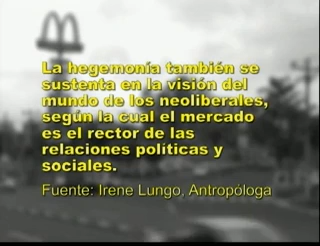 La hegemonía también se
sustenta en la visión del
mundo de los neoliberales,
según la cual el mercado
es el rector de las
relaciones políticas y
sociales.
Fuente: Irene Lungo, Antropóloga